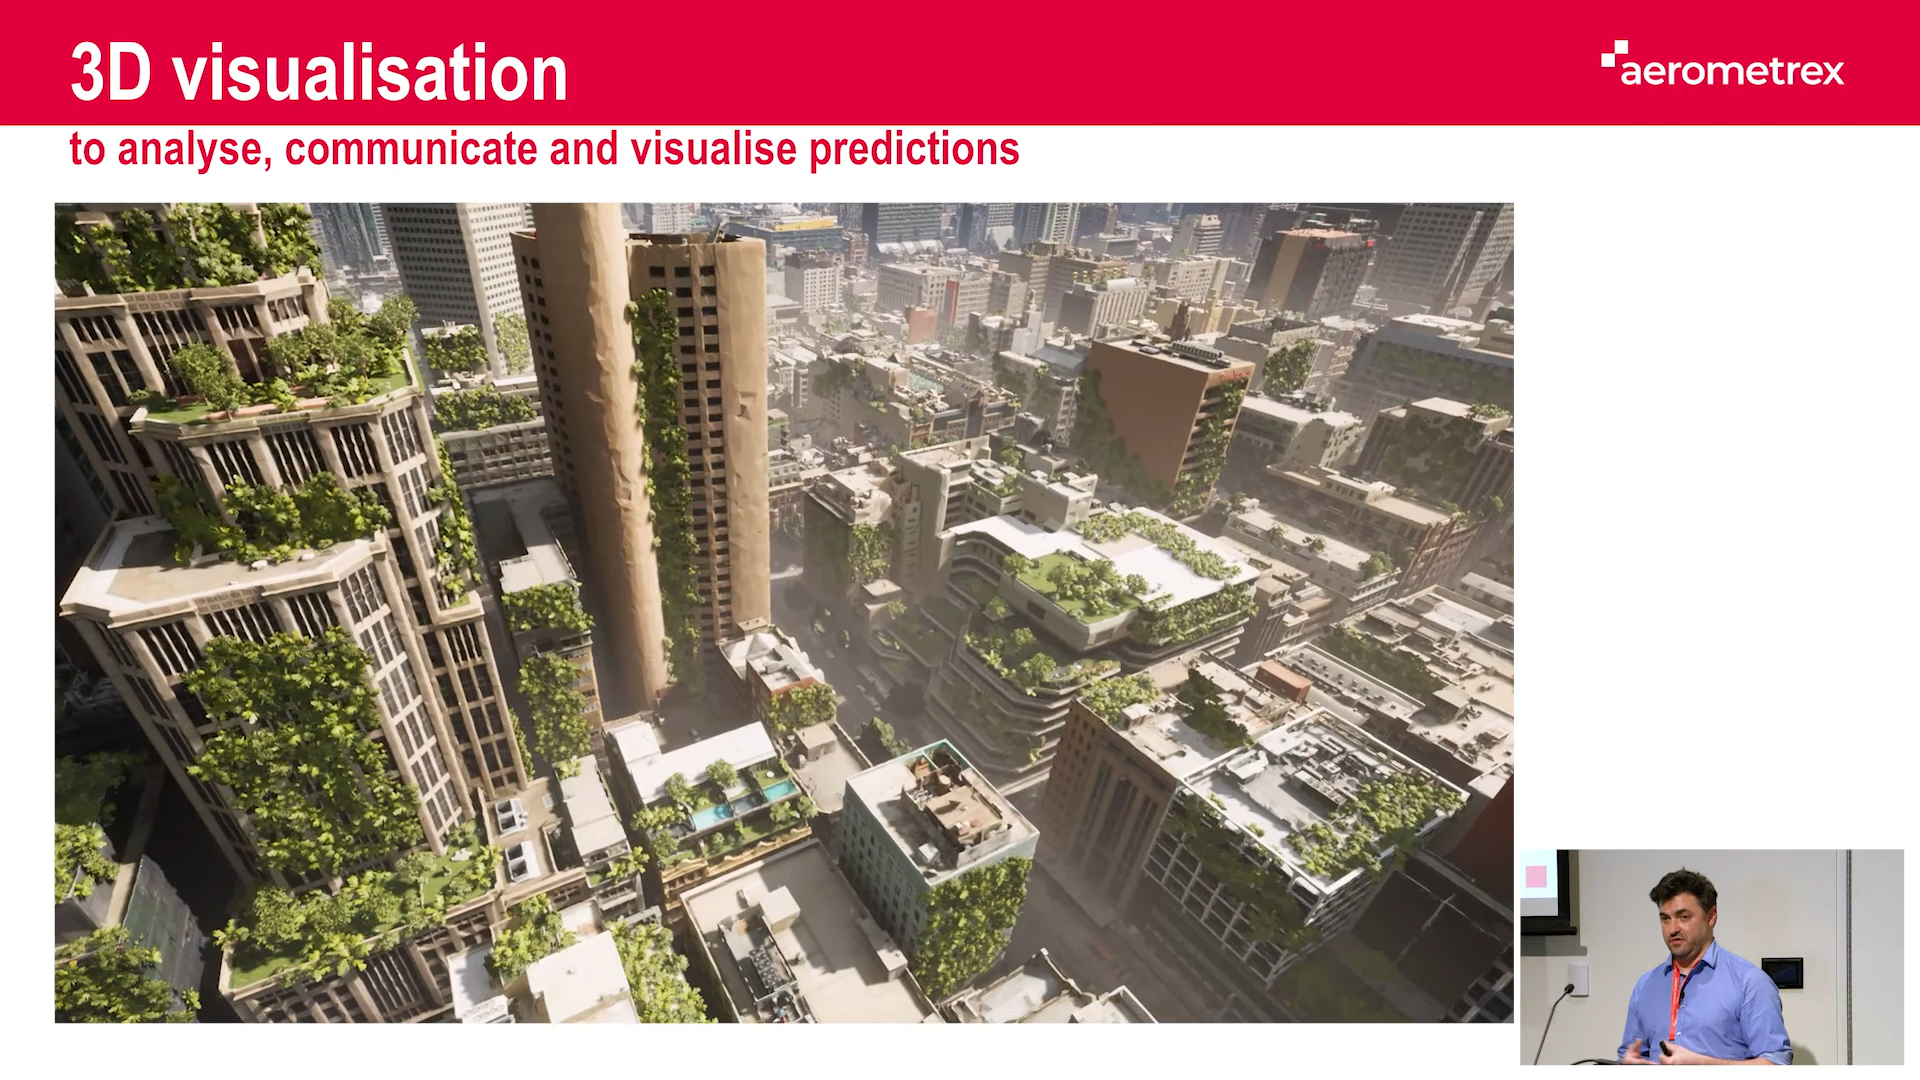 3D visualisation
aerometrex
to analyse, communicate and visualise predictions